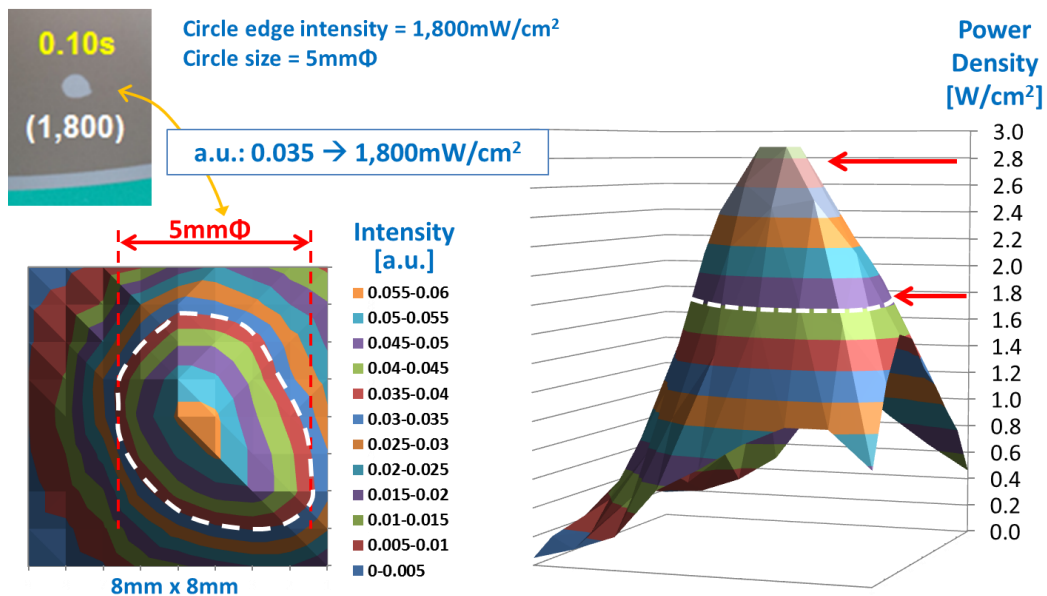 0.10s
(1,800)
Circle edge intensity = 1,800mW/cm²
Circle size = 5mmΦ
a.u.: 0.035 → 1,800mW/cm²
5mmΦ
Intensity
[a.u.]
0.055-0.06
0.05-0.055
0.045-0.05
0.04-0.045
0.035-0.04
0.03-0.035
0.025-0.03
0.02-0.025
0.015-0.02
0.01-0.015
0.005-0.01
0-0.005
8mm x 8mm
Power
Density
[W/cm²]
3.0
2.8
2.6
2.4
2.2
2.0
1.8
1.6
1.4
1.2
1.0
0.8
0.6
0.4
0.2
0.0